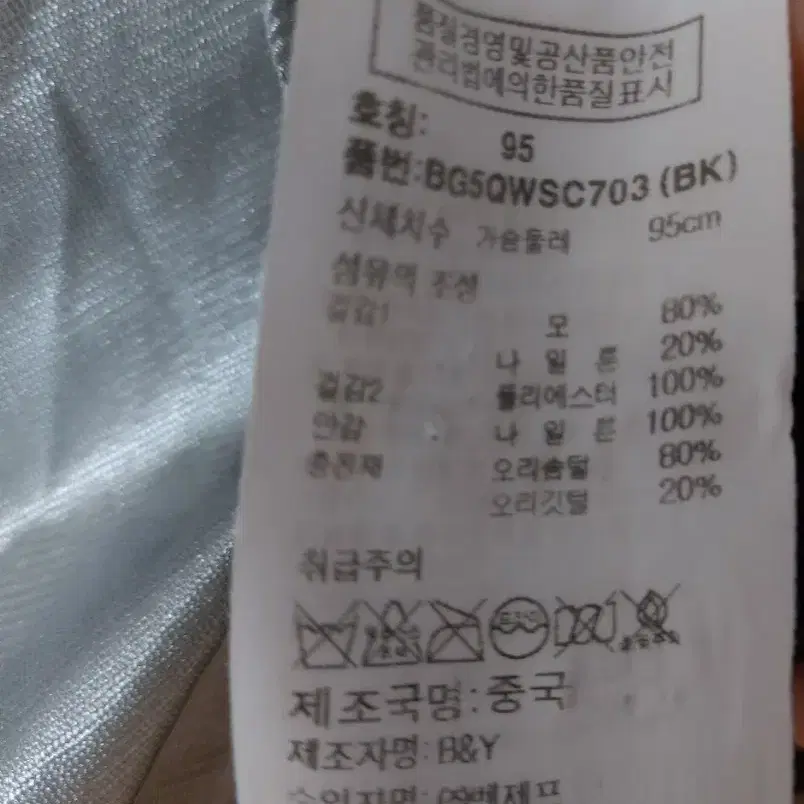 품질경영및공산품안전
관리법에의한품질표시
호칭: 95
품번:BG5QWSC703 (BK)
신체치수 가슴둘레 95cm
섬유의 조성
겉감1 모 80%
나 일 론 20%
겉감2 폴리에스터 100%
안감 나 일 론 100%
충전재 오리솜털 80%
오리깃털 20%
취급주의
제조국명:중국
제조자명:B&Y
수입자명: